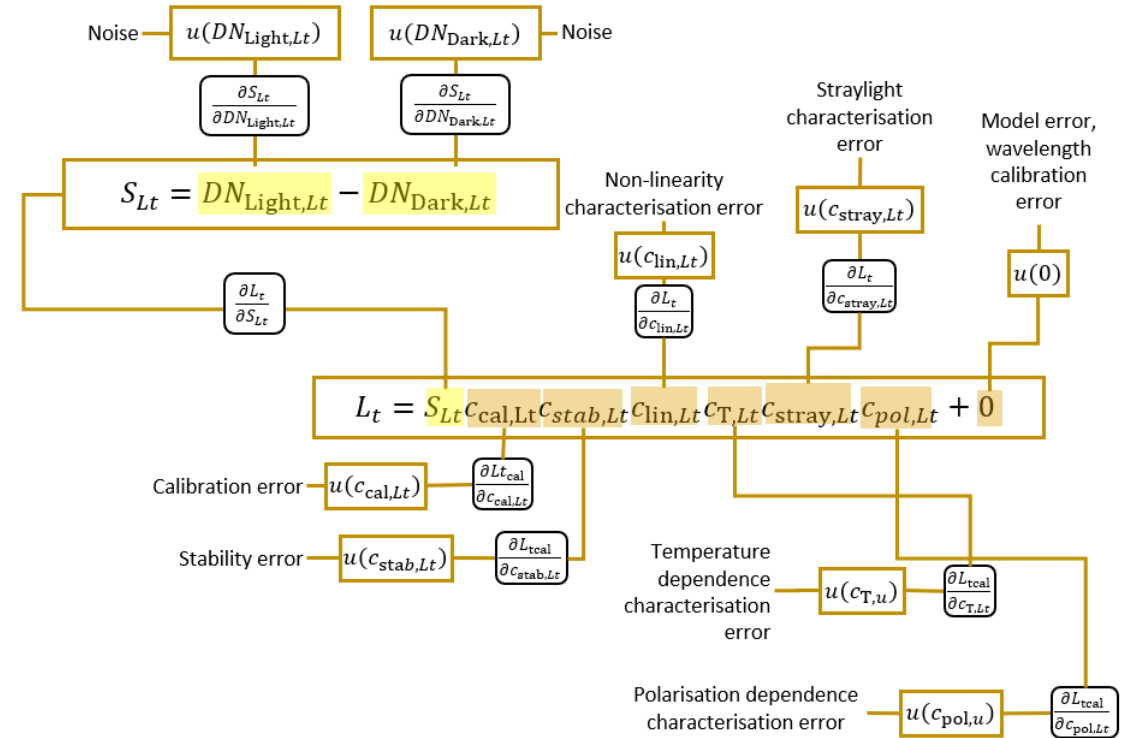 Noise
u(DN_Light,Lt)
u(DN_Dark,Lt)
Noise
∂S_Lt / ∂DN_Light,Lt
∂S_Lt / ∂DN_Dark,Lt
S_Lt = DN_Light,Lt − DN_Dark,Lt
Non-linearity
characterisation error
u(c_lin,Lt)
∂L_t / ∂c_lin,Lt
Straylight
characterisation
error
u(c_stray,Lt)
∂L_t / ∂c_stray,Lt
Model error,
wavelength
calibration
error
u(0)
∂L_t / ∂S_Lt
L_t = S_Lt c_cal,Lt c_stab,Lt c_lin,Lt c_T,Lt c_stray,Lt c_pol,Lt + 0
Calibration error
u(c_cal,Lt)
∂Lt_cal / ∂c_cal,Lt
Stability error
u(c_stab,Lt)
∂L_tcal / ∂c_stab,Lt
Temperature
dependence
characterisation
error
u(c_T,u)
∂L_tcal / ∂c_T,Lt
Polarisation dependence
characterisation error
u(c_pol,u)
∂L_tcal / ∂c_pol,Lt